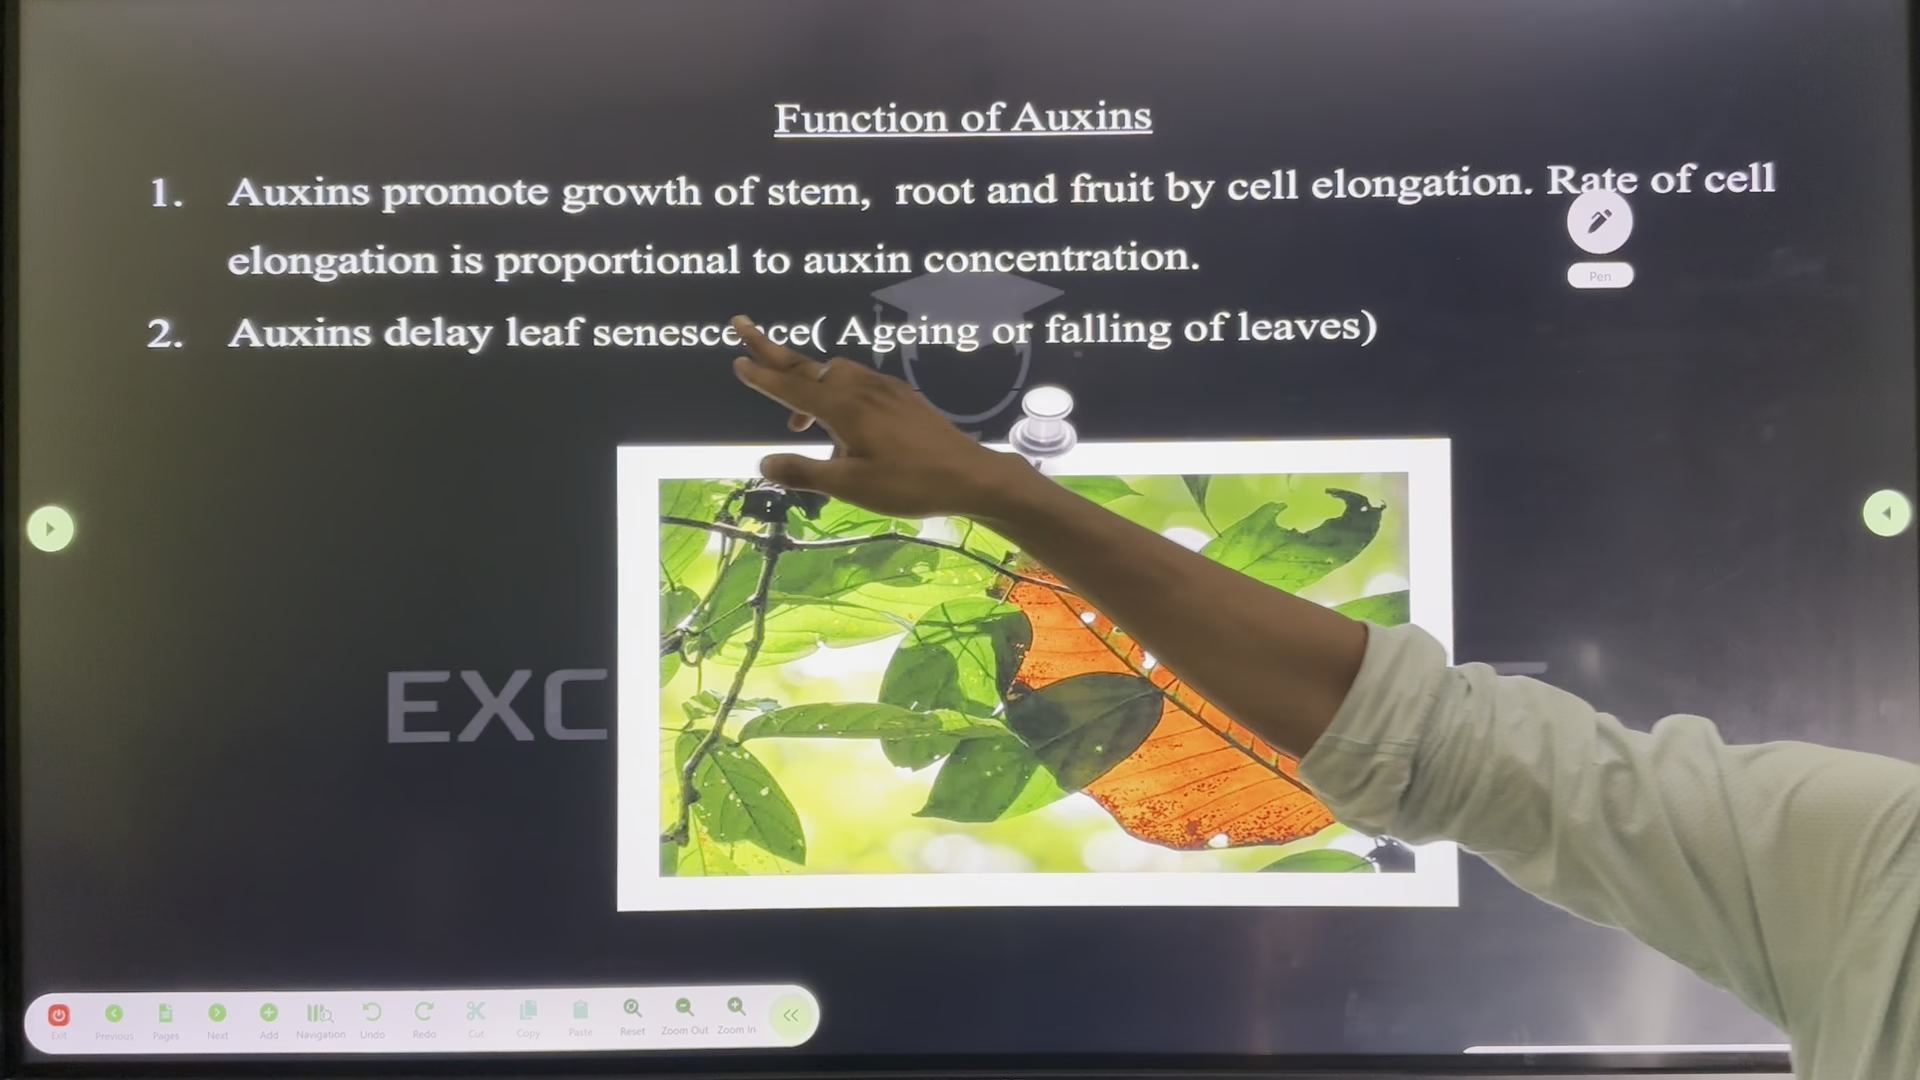 Function of Auxins
1. Auxins promote growth of stem, root and fruit by cell elongation. Rate of cell
elongation is proportional to auxin concentration.
2. Auxins delay leaf senescence( Ageing or falling of leaves)
Pen
EXC
Exit Previous Pages Next Add Navigation Undo Redo Cut Copy Paste Reset Zoom Out Zoom In